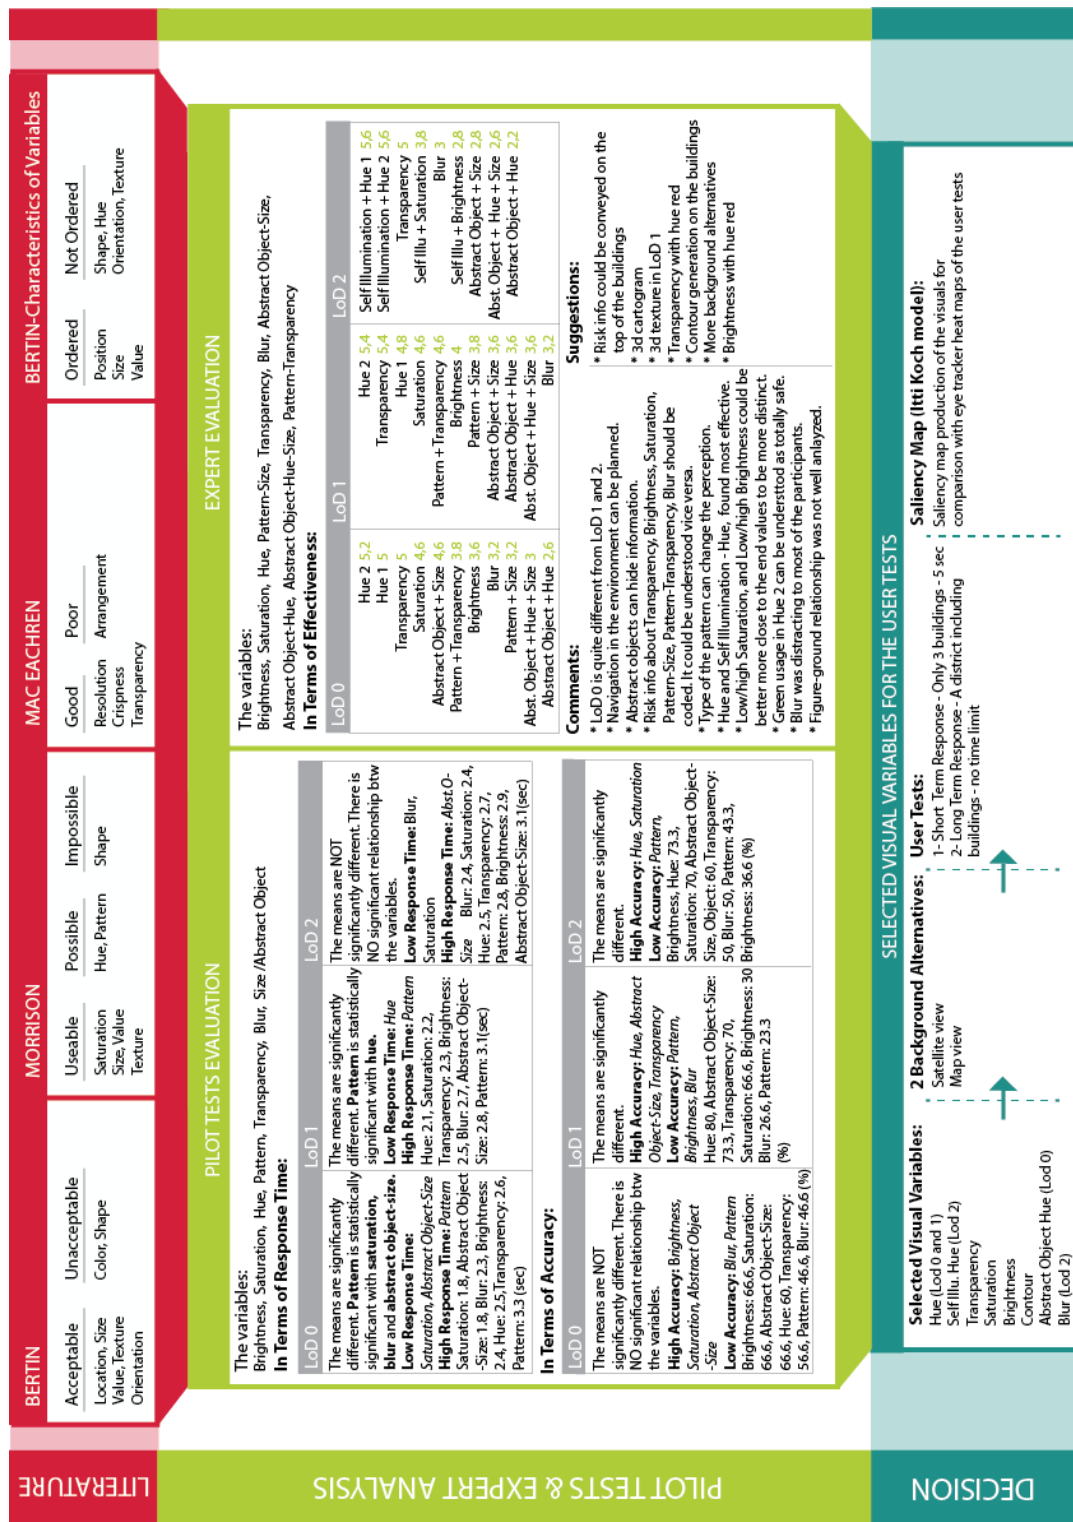 LITERATURE
BERTIN
Acceptable
Location, Size
Value, Texture
Orientation
Unacceptable
Color, Shape
MORRISON
Useable
Saturation
Size, Value
Texture
Possible
Hue, Pattern
Impossible
Shape
MAC EACHREN
Good
Resolution
Crispness
Transparency
Poor
Arrangement
BERTIN-Characteristics of Variables
Ordered
Position
Size
Value
Not Ordered
Shape, Hue
Orientation, Texture
PILOT TESTS & EXPERT ANALYSIS
PILOT TESTS EVALUATION
The variables:
Brightness, Saturation, Hue, Pattern, Transparency, Blur, Size /Abstract Object
In Terms of Response Time:
LoD 0
The means are significantly
different. Pattern is statistically
significant with saturation,
blur and abstract object-size.
Low Response Time:
Saturation, Abstract Object-Size
High Response Time: Pattern
Saturation: 1.8, Abstract Object
-Size: 1.8, Blur: 2.3, Brightness:
2.4, Hue: 2.5,Transparency: 2.6,
Pattern: 3.3 (sec)
LoD 1
The means are significantly
different. Pattern is statistically
significant with hue.
Low Response Time: Hue
High Response Time: Pattern
Hue: 2.1, Saturation: 2.2,
Transparency: 2.3, Brightness:
2.5, Blur: 2.7, Abstract Object-
Size: 2.8, Pattern: 3.1(sec)
LoD 2
The means are NOT
significantly different. There is
NO significant relationship btw
the variables.
Low Response Time: Blur,
Saturation
High Response Time: Abst.O-
Size
Blur: 2.4, Saturation: 2.4,
Hue: 2.5, Transparency: 2.7,
Pattern: 2.8, Brightness: 2.9,
Abstract Object-Size: 3.1(sec)
In Terms of Accuracy:
LoD 0
The means are NOT
significantly different. There is
NO significant relationship btw
the variables.
High Accuracy: Brightness,
Saturation, Abstract Object
-Size
Low Accuracy: Blur, Pattern
Brightness: 66.6, Saturation:
66.6, Abstract Object-Size:
66.6, Hue: 60, Transparency:
56.6, Pattern: 46.6, Blur: 46.6 (%)
LoD 1
The means are significantly
different.
High Accuracy: Hue, Abstract
Object-Size, Transparency
Low Accuracy: Pattern,
Brightness, Blur
Hue: 80, Abstract Object-Size:
73.3, Transparency: 70,
Saturation: 66.6, Brightness: 30
Blur: 26.6, Pattern: 23.3
(%)
LoD 2
The means are significantly
different.
High Accuracy: Hue, Saturation
Low Accuracy: Pattern,
Brightness, Hue: 73.3,
Saturation: 70, Abstract Object-
Size, Object: 60, Transparency:
50, Blur: 50, Pattern: 43.3,
Brightness: 36.6 (%)
EXPERT EVALUATION
The variables:
Brightness, Saturation, Hue, Pattern-Size, Transparency, Blur, Abstract Object-Size,
Abstract Object-Hue, Abstract Object-Hue-Size, Pattern-Transparency
In Terms of Effectiveness:
LoD 0
Hue 2 5,2
Hue 1 5
Transparency 5
Saturation 4,6
Abstract Object + Size 4,6
Pattern + Transparency 3,8
Brightness 3,6
Blur 3.2
Pattern + Size 3,2
Abst. Object + Hue + Size 3
Abstract Object + Hue 2,6
LoD 1
Hue 2 5,4
Transparency 5,4
Hue 1 4,8
Saturation 4,6
Pattern + Transparency 4,6
Brightness 4
Pattern + Size 3,8
Abstract Object + Size 3,6
Abstract Object + Hue 3,6
Abst. Object + Hue + Size 3,6
Blur 3,2
LoD 2
Self Illumination + Hue 1 5,6
Self Illumination + Hue 2 5,6
Transparency 5
Self Illu + Saturation 3,8
Blur 3
Self Illu + Brightness 2,8
Abstract Object + Size 2,8
Abst. Object + Hue + Size 2,6
Abstract Object + Hue 2,2
Comments:
* LoD 0 is quite different from LoD 1 and 2.
* Navigation in the environment can be planned.
* Abstract objects can hide information.
* Risk info about Transparency, Brightness, Saturation,
Pattern-Size, Pattern-Transparency, Blur should be
coded. It could be understood vice versa.
* Type of the pattern can change the perception.
* Hue and Self Illumination - Hue, found most effective.
* Low/high Saturation, and Low/high Brightness could be
better more close to the end values to be more distinct.
* Green usage in Hue 2 can be understood as totally safe.
* Blur was distracting to most of the participants.
* Figure-ground relationship was not well anlayzed.
Suggestions:
* Risk info could be conveyed on the
top of the buildings
* 3d cartogram
* 3d texture in LoD 1
* Transparency with hue red
* Contour generation on the buildings
* More background alternatives
* Brightness with hue red
DECISION
SELECTED VISUAL VARIABLES FOR THE USER TESTS
Selected Visual Variables:
Hue (Lod 0 and 1)
Self Illu. Hue (Lod 2)
Transparency
Saturation
Brightness
Contour
Abstract Object Hue (Lod 0)
Blur (Lod 2)
2 Background Alternatives:
Satellite view
Map view
User Tests:
1- Short Term Response - Only 3 buildings - 5 sec
2- Long Term Response - A district including
buildings - no time limit
Saliency Map (Itti Koch model):
Saliency map production of the visuals for
comparison with eye tracker heat maps of the user tests